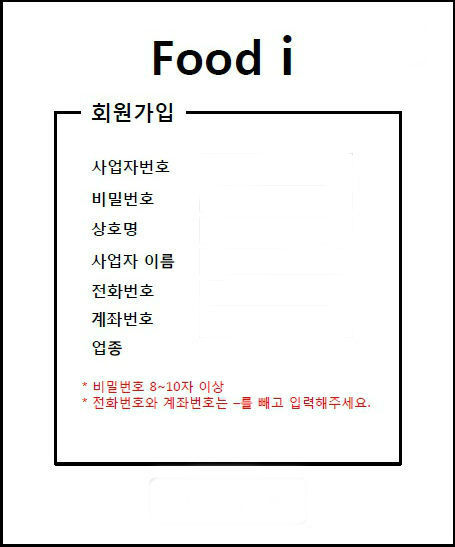 Food i
회원가입
사업자번호
비밀번호
상호명
사업자 이름
전화번호
계좌번호
업종
* 비밀번호 8~10자 이상
* 전화번호와 계좌번호는 –를 빼고 입력해주세요.